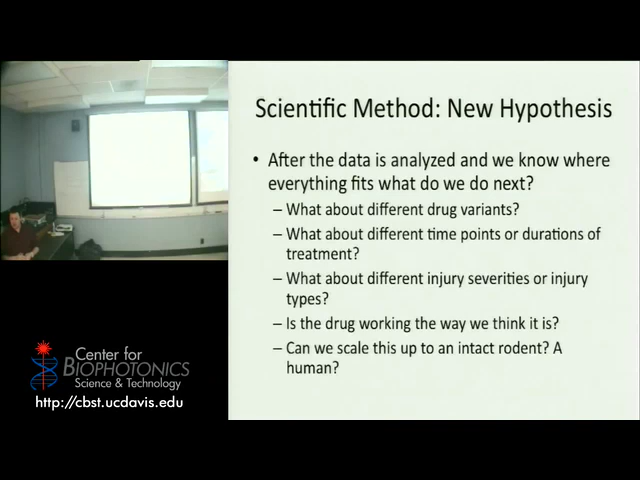 Scientific Method: New Hypothesis
• After the data is analyzed and we know where
everything fits what do we do next?
– What about different drug variants?
– What about different time points or durations of
treatment?
– What about different injury severities or injury
types?
– Is the drug working the way we think it is?
– Can we scale this up to an intact rodent? A
human?
Center for
BIOPHOTONICS
Science & Technology
http://cbst.ucdavis.edu